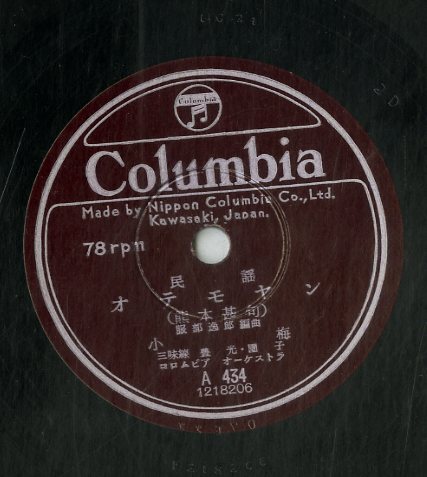 Columbia
Columbia
Made by Nippon Columbia Co., Ltd.
Kawasaki, Japan.
78rpm
民謡
オテモヤン
(熊本甚句)
服部逸郎 編曲
小梅
三味線 豊光・豊子
コロムビア オーケストラ
A 434
1218206